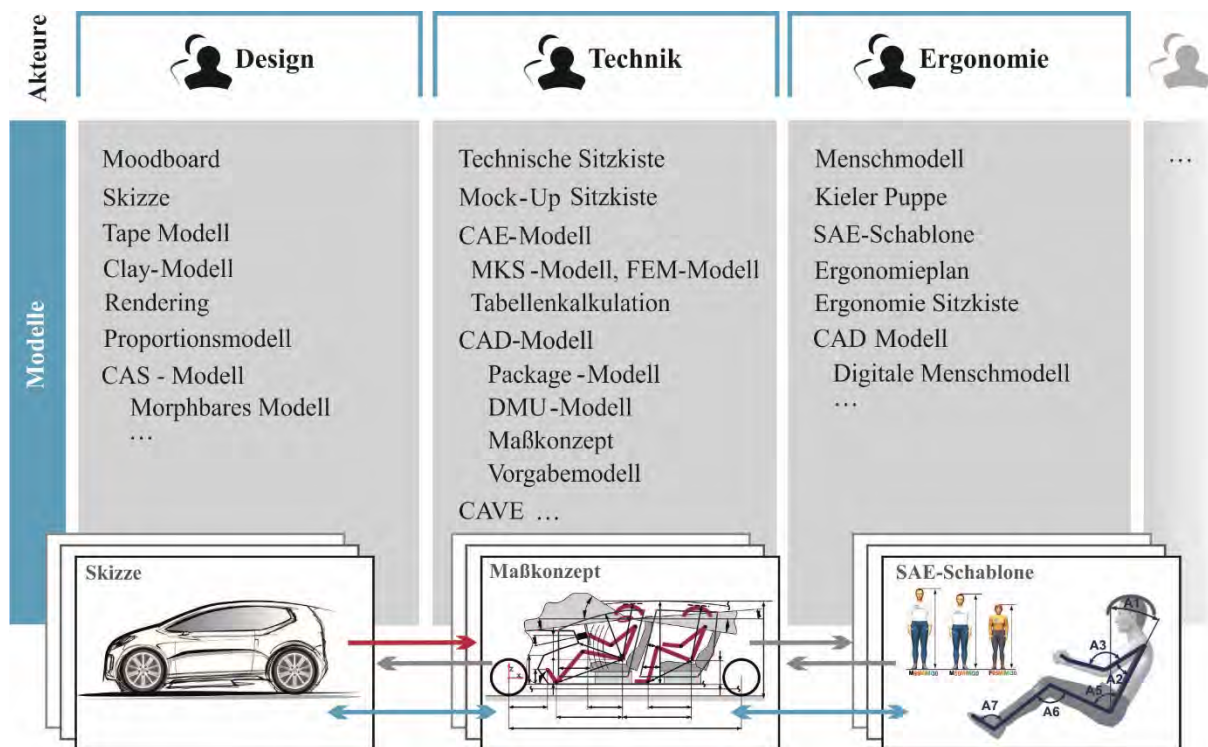 Akteure
Design
Technik
Ergonomie
Modelle
Moodboard
Skizze
Tape Modell
Clay-Modell
Rendering
Proportionsmodell
CAS - Modell
Morphbares Modell
…
Technische Sitzkiste
Mock-Up Sitzkiste
CAE-Modell
MKS-Modell, FEM-Modell
Tabellenkalkulation
CAD-Modell
Package-Modell
DMU-Modell
Maßkonzept
Vorgabemodell
CAVE …
Menschmodell
Kieler Puppe
SAE-Schablone
Ergonomieplan
Ergonomie Sitzkiste
CAD Modell
Digitale Menschmodell
…
…
Skizze
Maßkonzept
SAE-Schablone
A1
A3
A2
A5
A7
A6